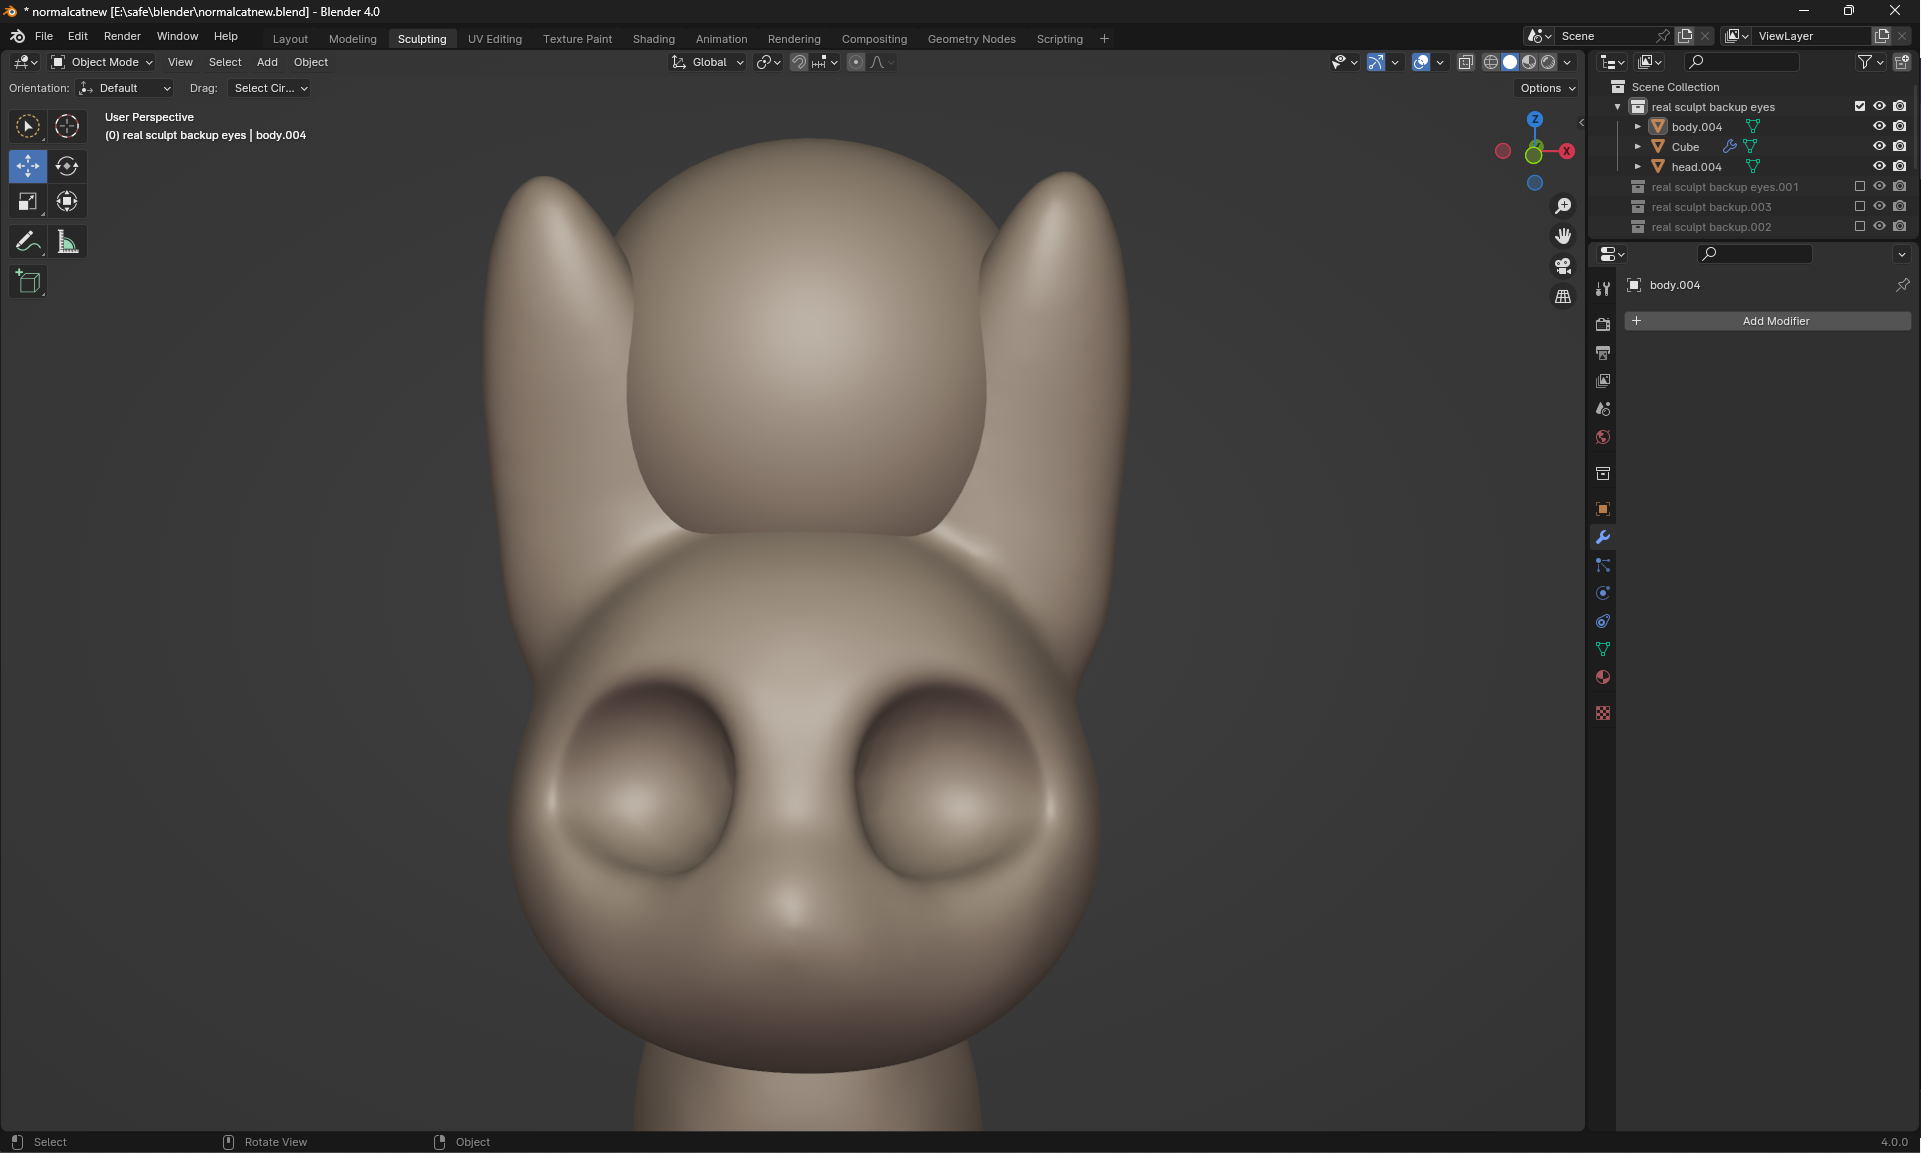 * normalcatnew [E:\safe\blender\normalcatnew.blend] - Blender 4.0
File Edit Render Window Help Layout Modeling Sculpting UV Editing Texture Paint Shading Animation Rendering Compositing Geometry Nodes Scripting + Scene ViewLayer
Object Mode View Select Add Object Global
Orientation: Default Drag: Select Cir... Options
User Perspective
(0) real sculpt backup eyes | body.004
Z
X
Scene Collection
real sculpt backup eyes
body.004
Cube
head.004
real sculpt backup eyes.001
real sculpt backup.003
real sculpt backup.002
body.004
+ Add Modifier
Select Rotate View Object 4.0.0